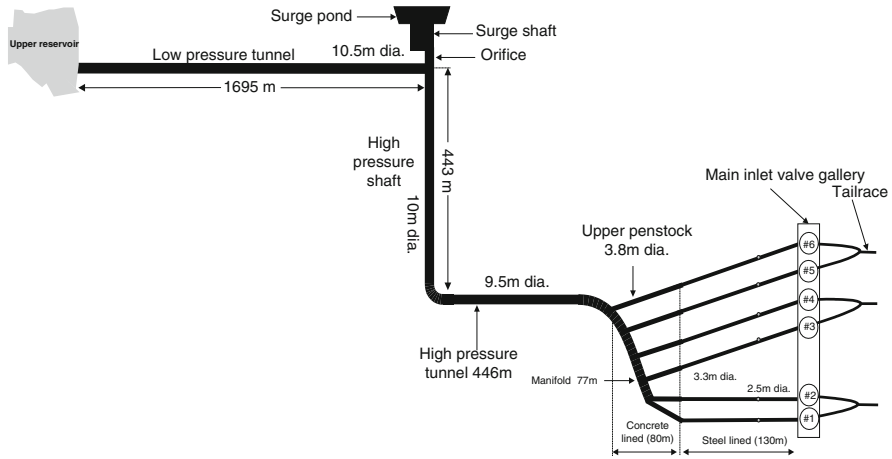 Surge pond
Surge shaft
Upper reservoir
Low pressure tunnel
10.5m dia.
Orifice
1695 m
High
pressure
shaft
443 m
10m dia.
Main inlet valve gallery
Tailrace
Upper penstock
3.8m dia.
#6
#5
#4
#3
#2
#1
9.5m dia.
High pressure
tunnel 446m
Manifold 77m
3.3m dia.
2.5m dia.
Concrete
lined (80m)
Steel lined (130m)